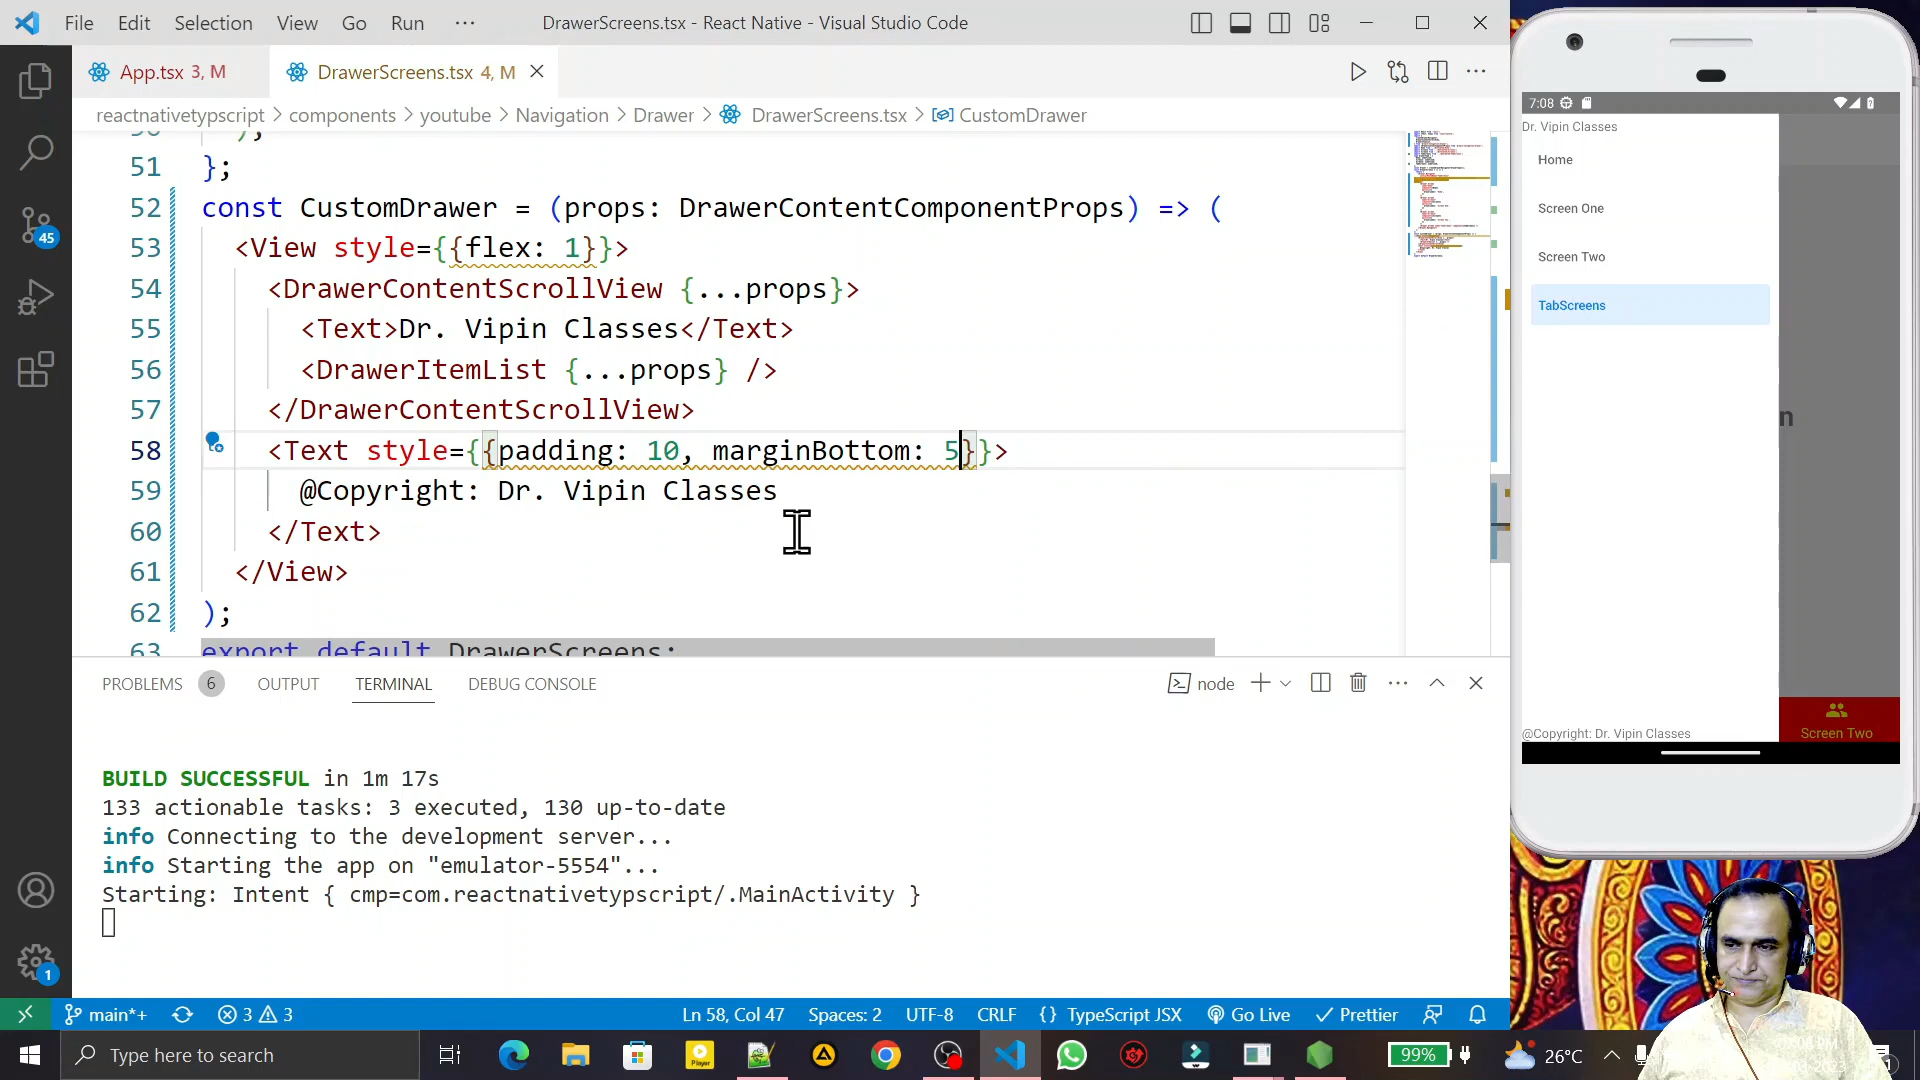 File Edit Selection View Go Run ··· DrawerScreens.tsx - React Native - Visual Studio Code
App.tsx 3, M DrawerScreens.tsx 4, M
reactnativetypscript > components > youtube > Navigation > Drawer > DrawerScreens.tsx > CustomDrawer
51 };
52 const CustomDrawer = (props: DrawerContentComponentProps) => (
53 <View style={{flex: 1}}>
54 <DrawerContentScrollView {...props}>
55 <Text>Dr. Vipin Classes</Text>
56 <DrawerItemList {...props} />
57 </DrawerContentScrollView>
58 <Text style={{padding: 10, marginBottom: 5}}>
59 @Copyright: Dr. Vipin Classes
60 </Text>
61 </View>
62 );
63 export default DrawerScreens;
PROBLEMS 6 OUTPUT TERMINAL DEBUG CONSOLE node
BUILD SUCCESSFUL in 1m 17s
133 actionable tasks: 3 executed, 130 up-to-date
info Connecting to the development server...
info Starting the app on "emulator-5554"...
Starting: Intent { cmp=com.reactnativetypscript/.MainActivity }
45
1
main*+ 3 3 Ln 58, Col 47 Spaces: 2 UTF-8 CRLF {} TypeScript JSX Go Live Prettier
Type here to search
Player
99% 26°C
7:08
Dr. Vipin Classes
Home
Screen One
Screen Two
TabScreens
n
@Copyright: Dr. Vipin Classes
Screen Two